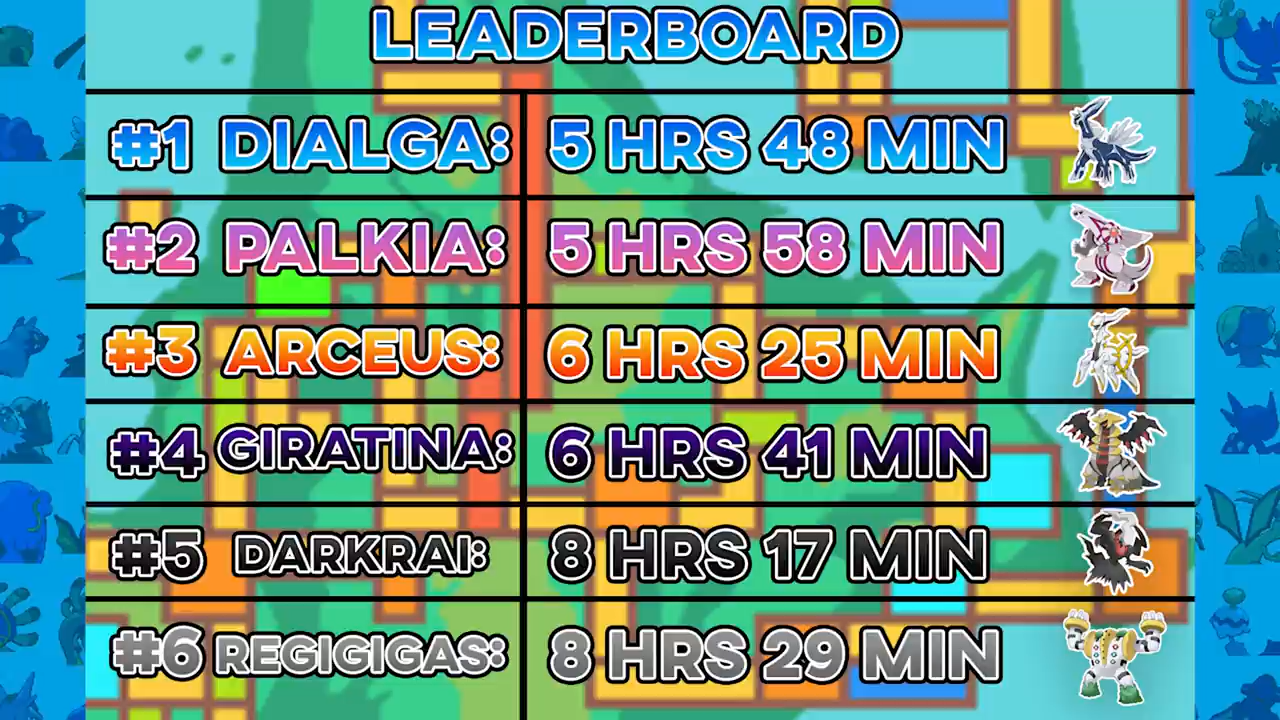 LEADERBOARD
#1 DIALGA: 5 HRS 48 MIN
#2 PALKIA: 5 HRS 58 MIN
#3 ARCEUS: 6 HRS 25 MIN
#4 GIRATINA: 6 HRS 41 MIN
#5 DARKRAI: 8 HRS 17 MIN
#6 REGIGIGAS: 8 HRS 29 MIN